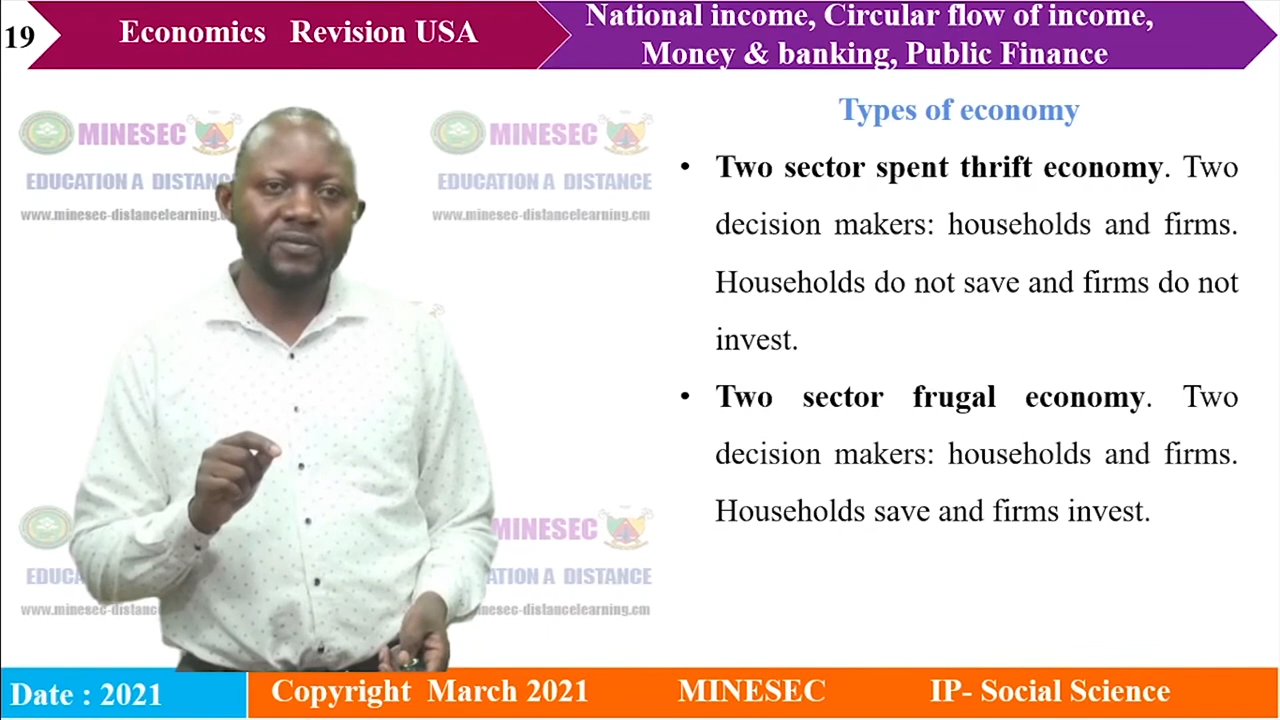 19
Economics Revision USA
National income, Circular flow of income,
Money & banking, Public Finance
Types of economy
MINESEC
EDUCATION A DISTANC
www.minesec-distancelearning.c
MINESEC
EDUCATION A DISTANCE
www.minesec-distancelearning.cm
• Two sector spent thrift economy. Two
decision makers: households and firms.
Households do not save and firms do not
invest.
• Two sector frugal economy. Two
decision makers: households and firms.
Households save and firms invest.
MINESEC
EDUCA
ATION A DISTANCE
www.minesec-distanc
inesec-distancelearning.cm
Date : 2021
Copyright March 2021
MINESEC
IP- Social Science